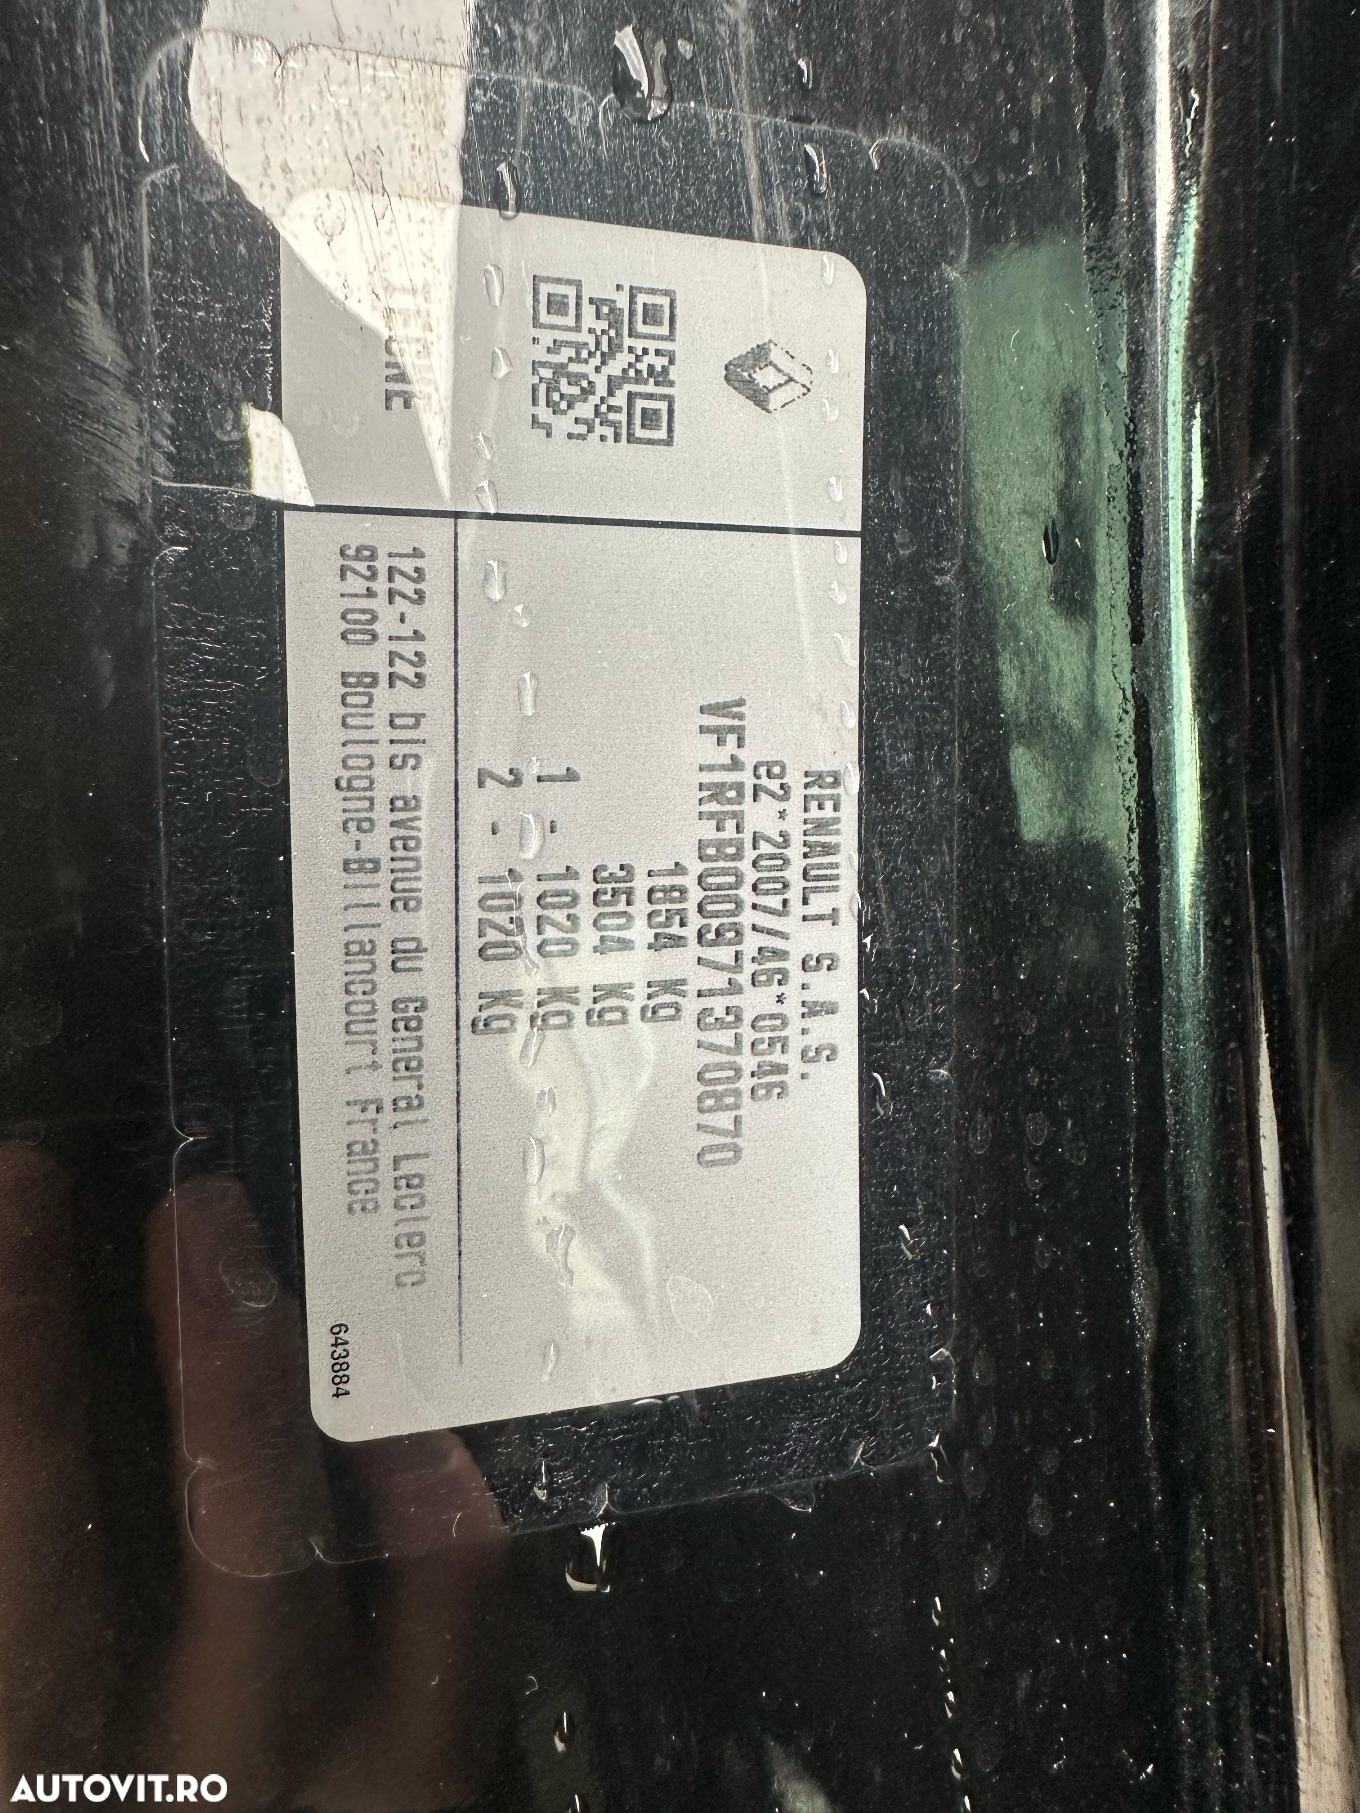 RENAULT S.A.S.
e2*2007/46*0546
VF1RFB00971370870
1854 Kg
3504 Kg
1 - 1020 Kg
2 - 1020 Kg
122-122 bis avenue du General Leclerc
92100 Boulogne-Billancourt France
643884
AUTOVIT.RO